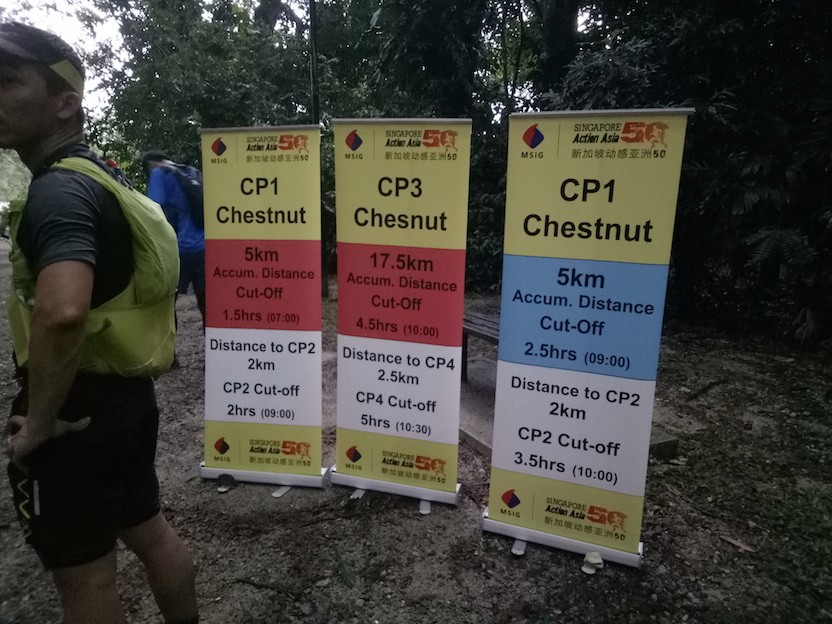 MSIG
SINGAPORE
Action Asia 50
新加坡动感亚洲50
CP1
Chestnut
5km
Accum. Distance
Cut-Off
1.5hrs (07:00)
Distance to CP2
2km
CP2 Cut-off
2hrs (09:00)
MSIG
SINGAPORE
Action Asia 50
新加坡动感亚洲50
MSIG
SINGAPORE
Action Asia 50
新加坡动感亚洲50
CP3
Chesnut
17.5km
Accum. Distance
Cut-Off
4.5hrs (10:00)
Distance to CP4
2.5km
CP4 Cut-off
5hrs (10:30)
MSIG
SINGAPORE
Action Asia 50
新加坡动感亚洲50
MSIG
SINGAPORE
Action Asia 50
新加坡动感亚洲50
CP1
Chestnut
5km
Accum. Distance
Cut-Off
2.5hrs (09:00)
Distance to CP2
2km
CP2 Cut-off
3.5hrs (10:00)
MSIG
SINGAPORE
Action Asia 50
新加坡动感亚洲50